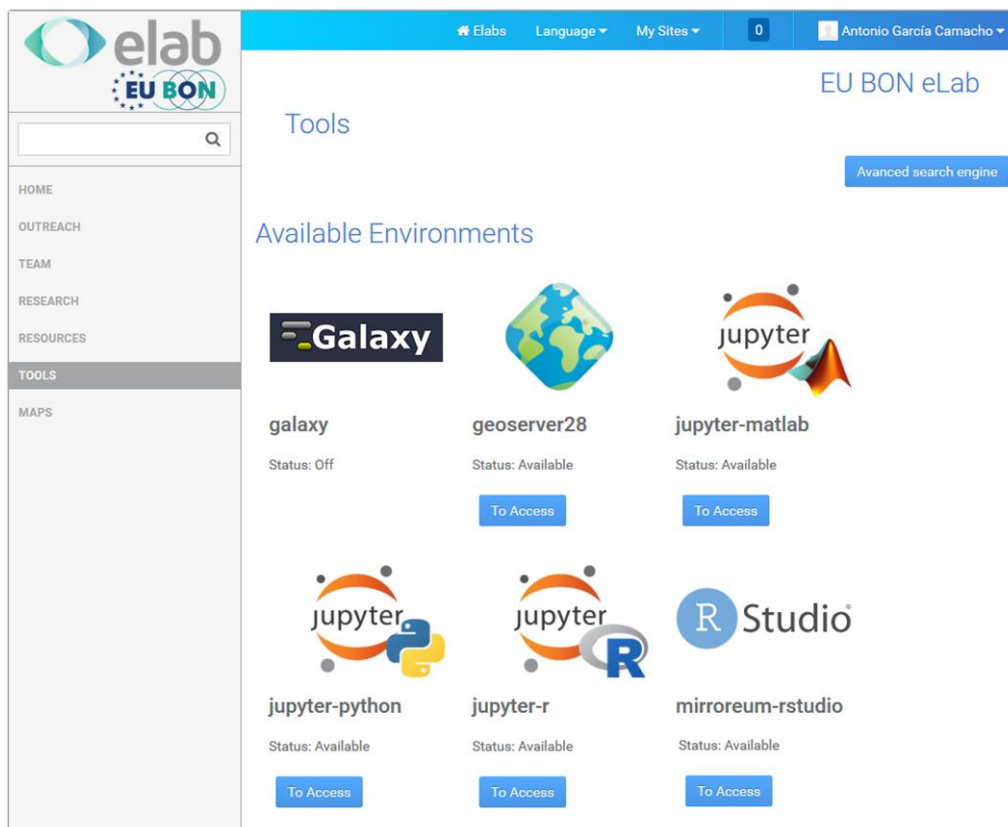 elab
EU BON
Elabs Language My Sites 0 Antonio García Camacho
EU BON eLab
Tools
Avanced search engine
HOME
OUTREACH
TEAM
RESEARCH
RESOURCES
TOOLS
MAPS
Available Environments
Galaxy
jupyter
galaxy geoserver28 jupyter-matlab
Status: Off Status: Available Status: Available
To Access To Access
jupyter jupyter R R Studio
jupyter-python jupyter-r mirroreum-rstudio
Status: Available Status: Available Status: Available
To Access To Access To Access